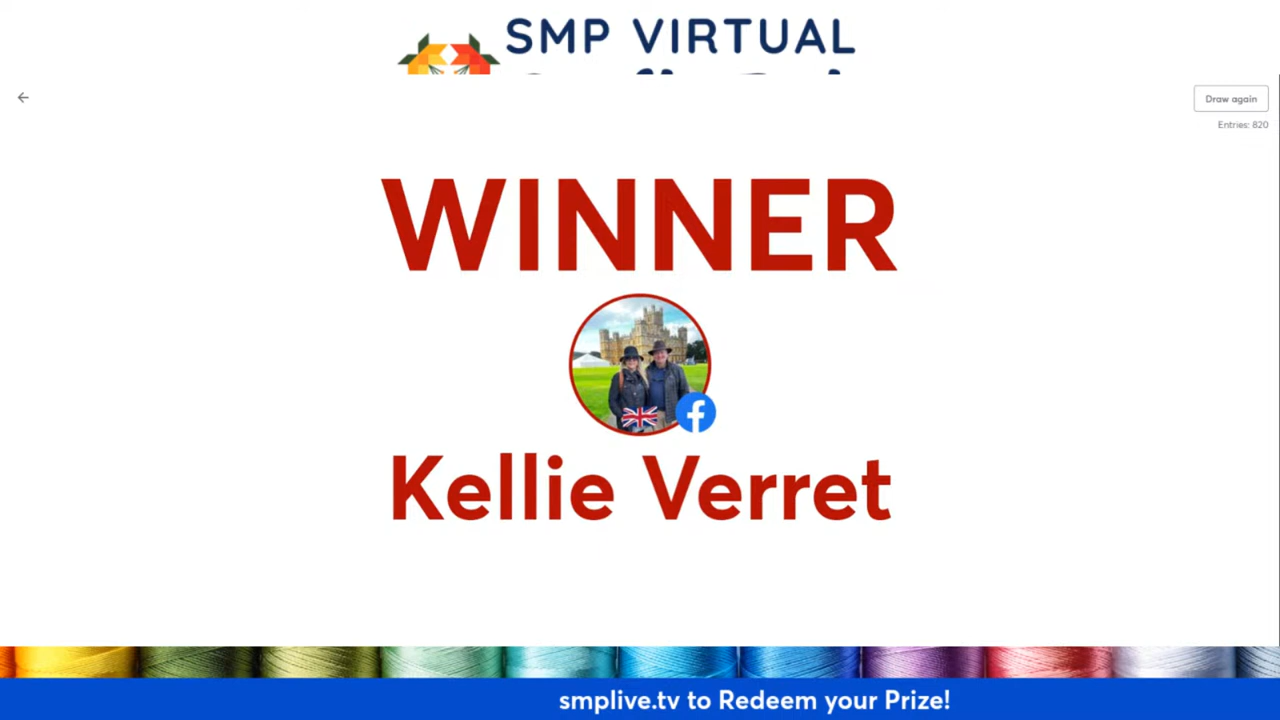 SMP VIRTUAL
Draw again
Entries: 820
WINNER
Kellie Verret
smplive.tv to Redeem your Prize!